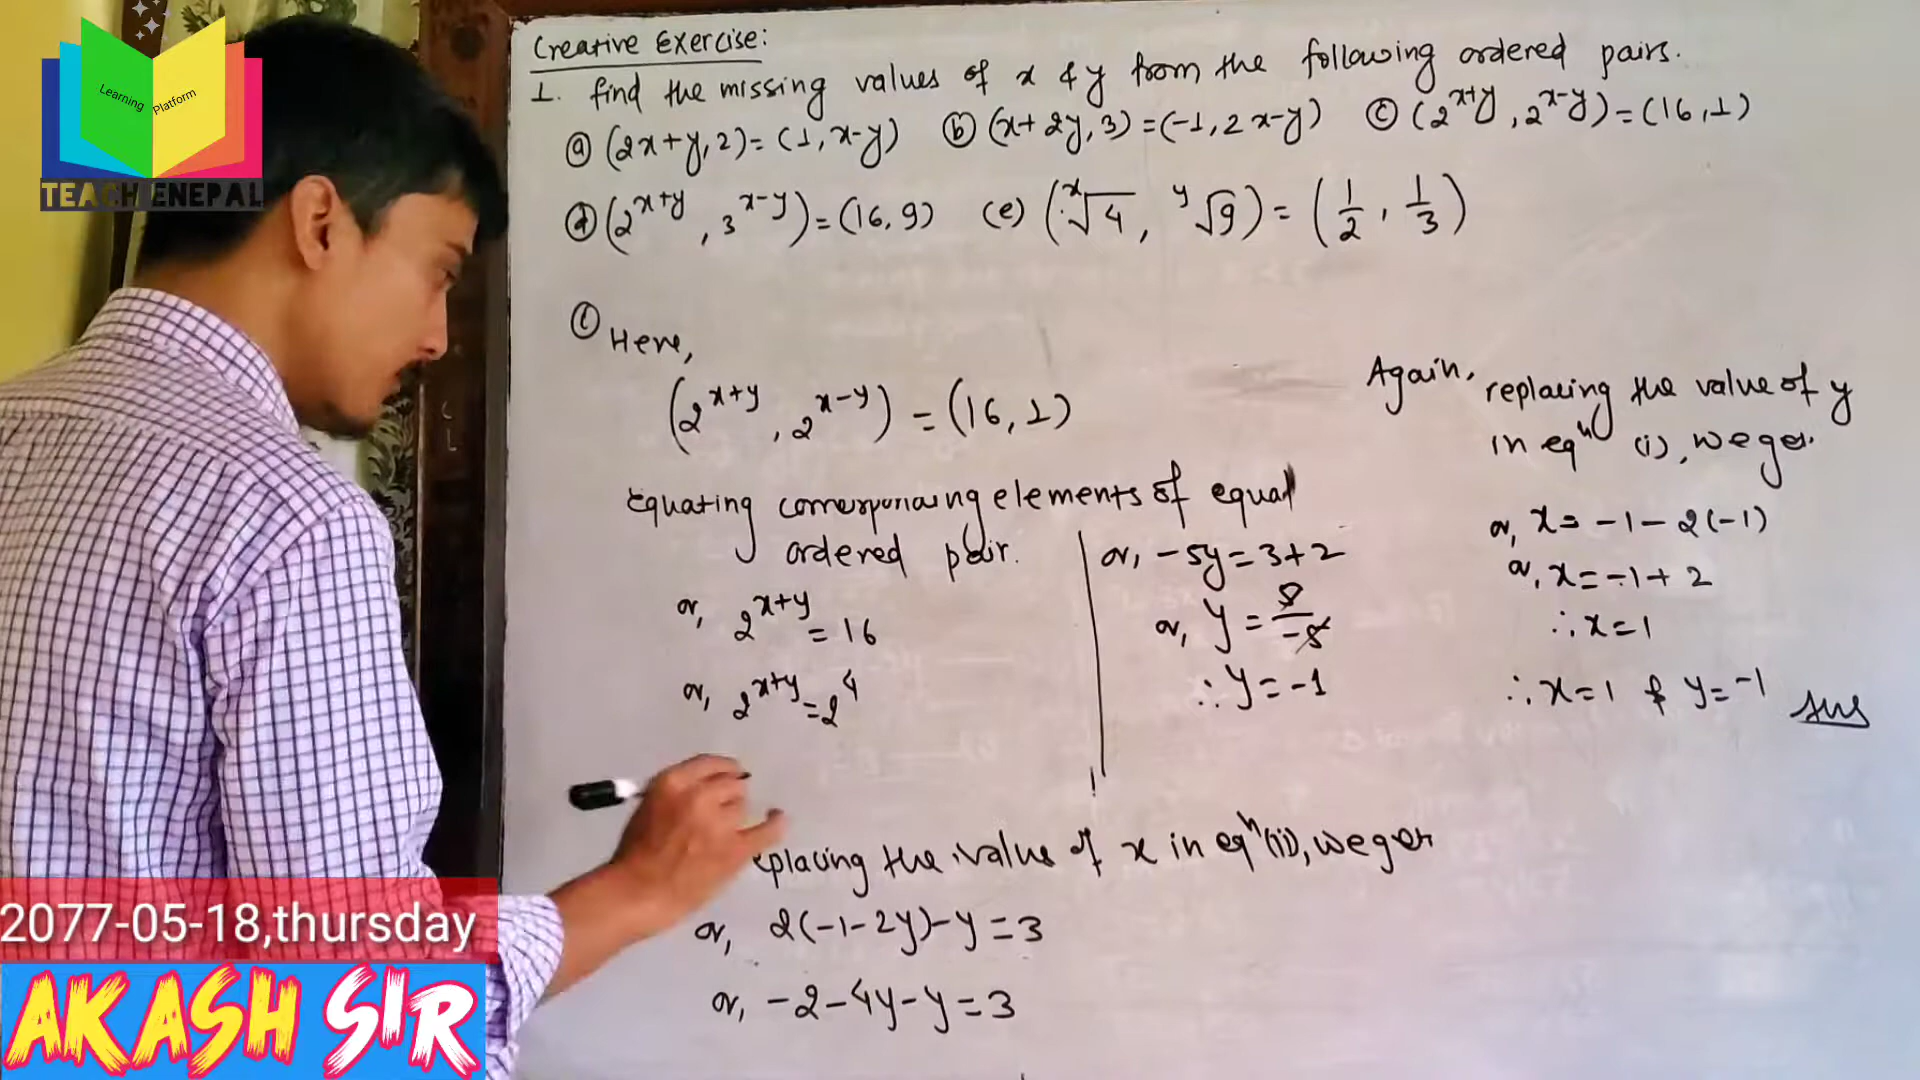 Learning Platform
TEACHIENEPAL
Creative Exercise:
1. find the missing values of x & y from the following ordered pairs.
ⓐ (2x+y,2)=(1,x-y) ⓑ (x+2y,3)=(-1,2x-y) ⓒ (2^{x+y},2^{x-y})=(16,1)
ⓓ (2^{x+y},3^{x-y})=(16,9) (e) (ˣ√4, ʸ√9)=(1/2, 1/3)
ⓒ Here,
(2^{x+y},2^{x-y})=(16,1)
Equating corresponding elements of equal
ordered pair.
or, 2^{x+y}=16
or, 2^{x+y}=2^4
or, -5y=3+2
or, y=5/-5
∴ y=-1
eplacing the value of x in eqⁿ(ii), we get
or, 2(-1-2y)-y=3
or, -2-4y-y=3
Again, replacing the value of y
in eqⁿ (i), we get.
or, x=-1-2(-1)
or, x=-1+2
∴ x=1
∴ x=1 & y=-1 Ans
2077-05-18,thursday
AKASH SIR